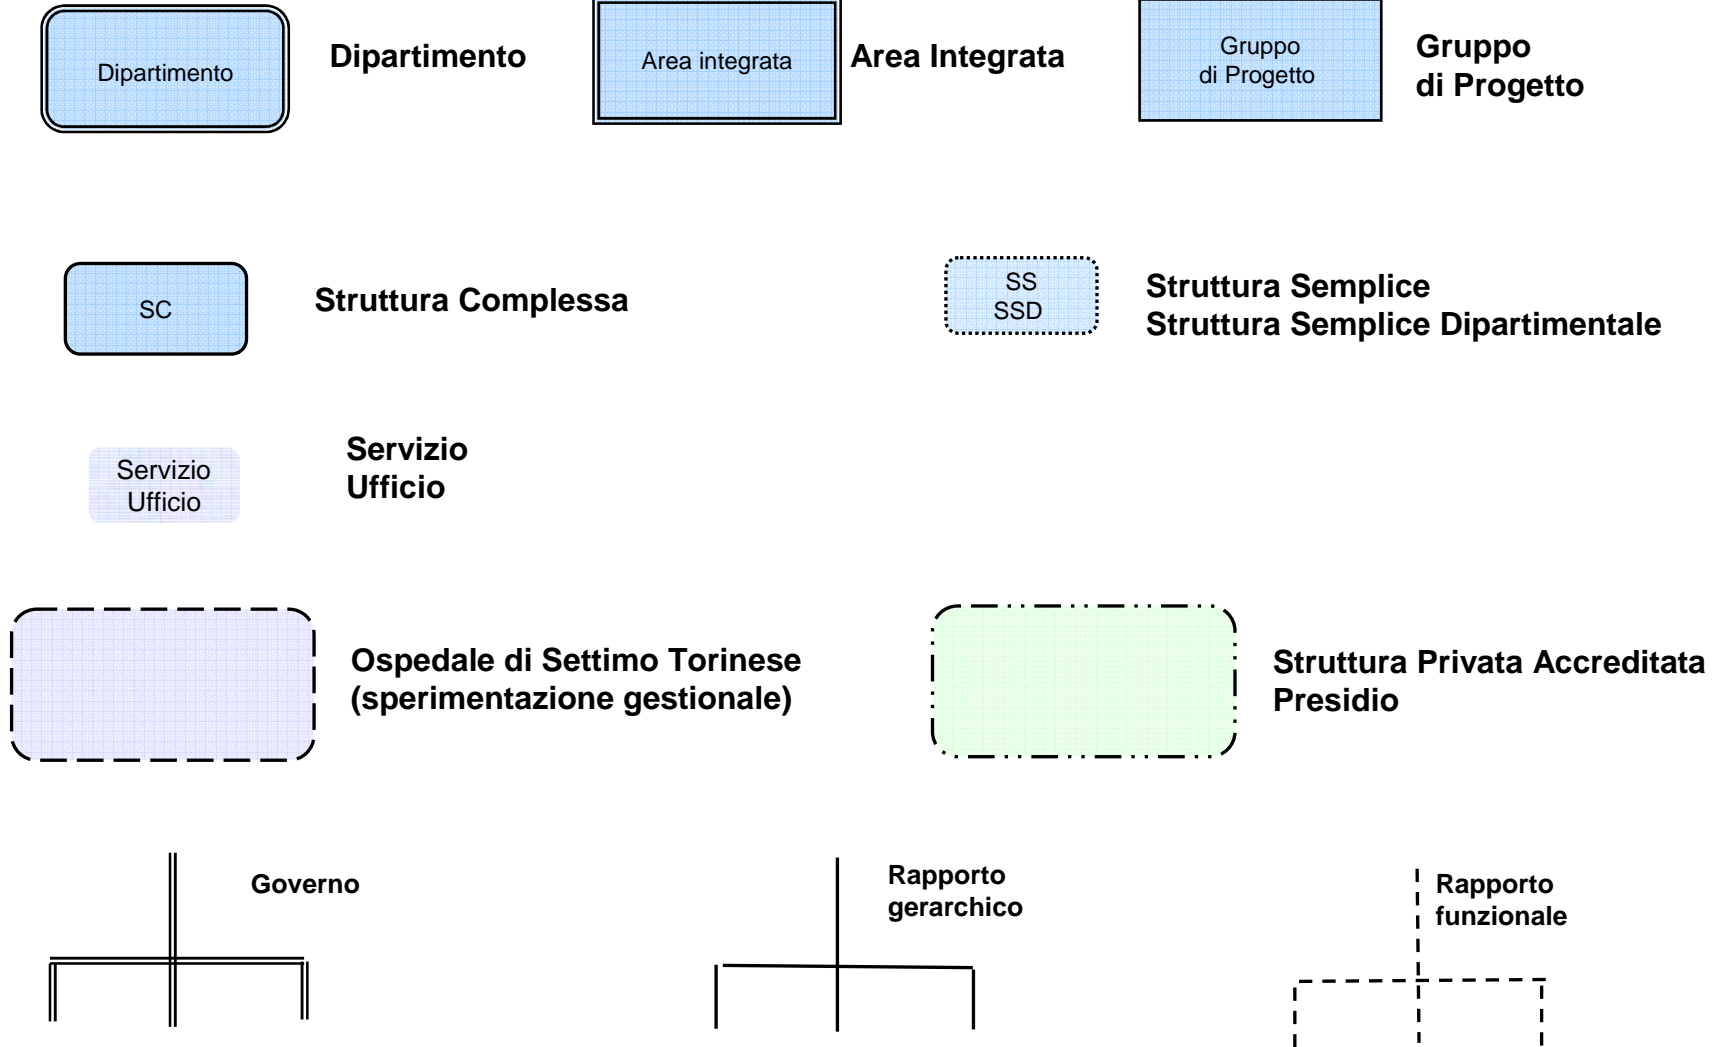 Dipartimento
Dipartimento
Area integrata
Area Integrata
Gruppo
di Progetto
Gruppo
di Progetto
SC
Struttura Complessa
SS
SSD
Struttura Semplice
Struttura Semplice Dipartimentale
Servizio
Ufficio
Servizio
Ufficio
Ospedale di Settimo Torinese
(sperimentazione gestionale)
Struttura Privata Accreditata
Presidio
Governo
Rapporto
gerarchico
Rapporto
funzionale